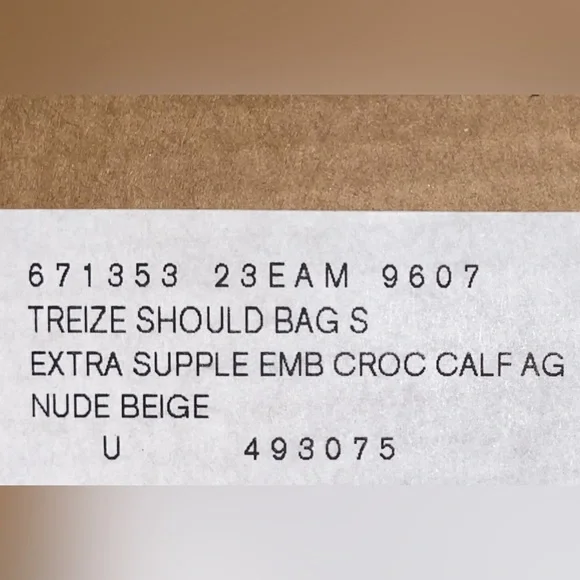 671353 23EAM 9607
TREIZE SHOULD BAG S
EXTRA SUPPLE EMB CROC CALF AG
NUDE BEIGE
U 493075